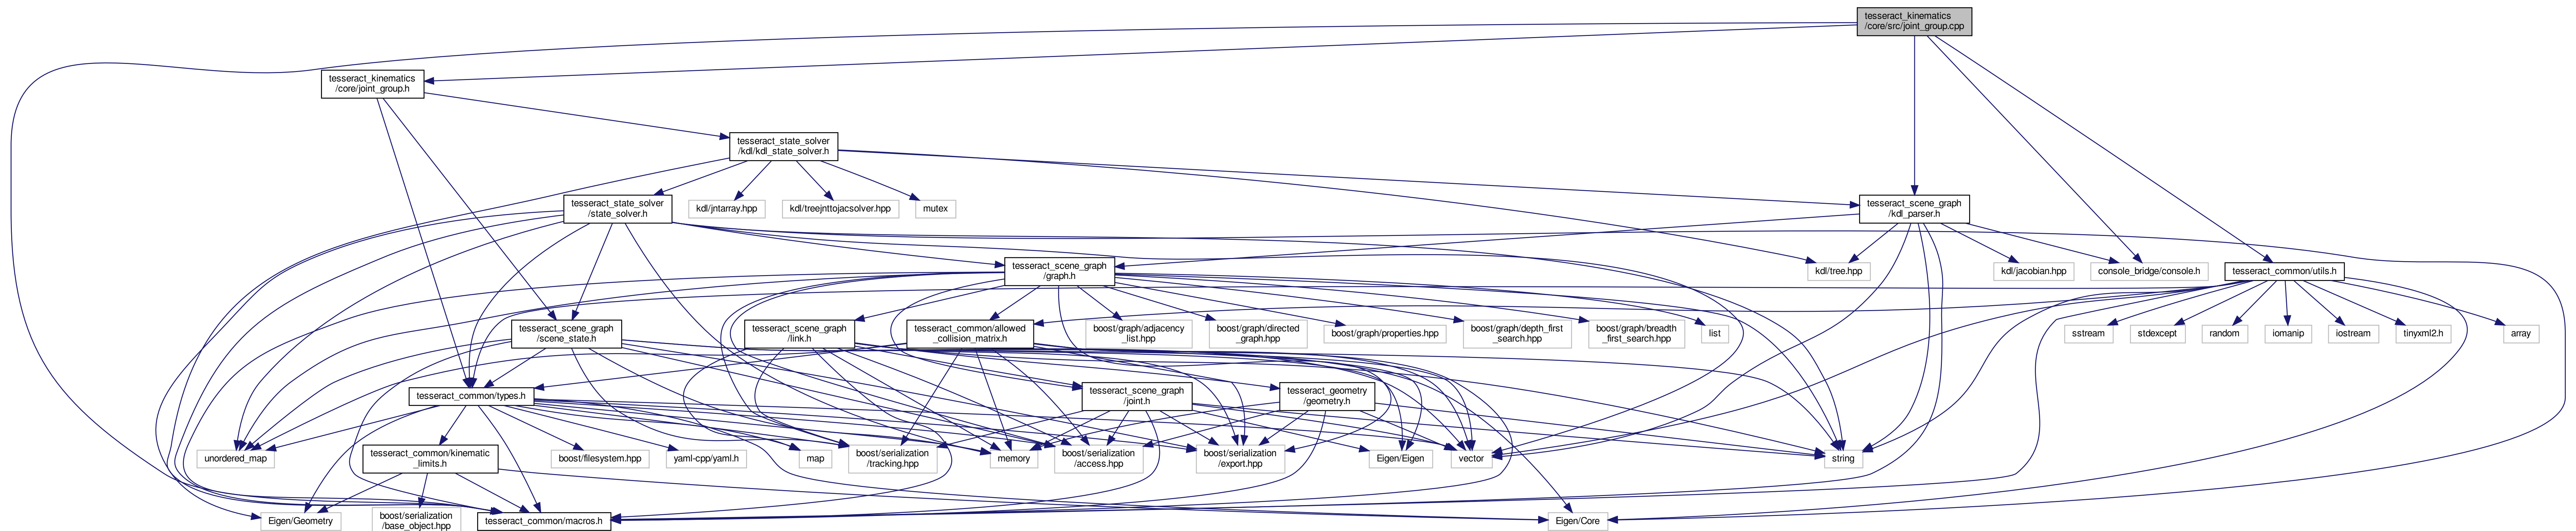 tesseract_kinematics
/core/src/joint_group.cpp
tesseract_kinematics
/core/joint_group.h
tesseract_state_solver
/kdl/kdl_state_solver.h
tesseract_state_solver
/state_solver.h
kdl/jntarray.hpp
kdl/treejnttojacsolver.hpp
mutex
tesseract_scene_graph
/kdl_parser.h
tesseract_scene_graph
/graph.h
kdl/tree.hpp
kdl/jacobian.hpp
console_bridge/console.h
tesseract_common/utils.h
tesseract_scene_graph
/scene_state.h
tesseract_scene_graph
/link.h
tesseract_common/allowed
_collision_matrix.h
boost/graph/adjacency
_list.hpp
boost/graph/directed
_graph.hpp
boost/graph/properties.hpp
boost/graph/depth_first
_search.hpp
boost/graph/breadth
_first_search.hpp
list
sstream
stdexcept
random
iomanip
iostream
tinyxml2.h
array
tesseract_common/types.h
tesseract_scene_graph
/joint.h
tesseract_geometry
/geometry.h
unordered_map
tesseract_common/kinematic
_limits.h
boost/filesystem.hpp
yaml-cpp/yaml.h
map
boost/serialization
/tracking.hpp
memory
boost/serialization
/access.hpp
boost/serialization
/export.hpp
Eigen/Eigen
vector
string
Eigen/Geometry
boost/serialization
/base_object.hpp
tesseract_common/macros.h
Eigen/Core